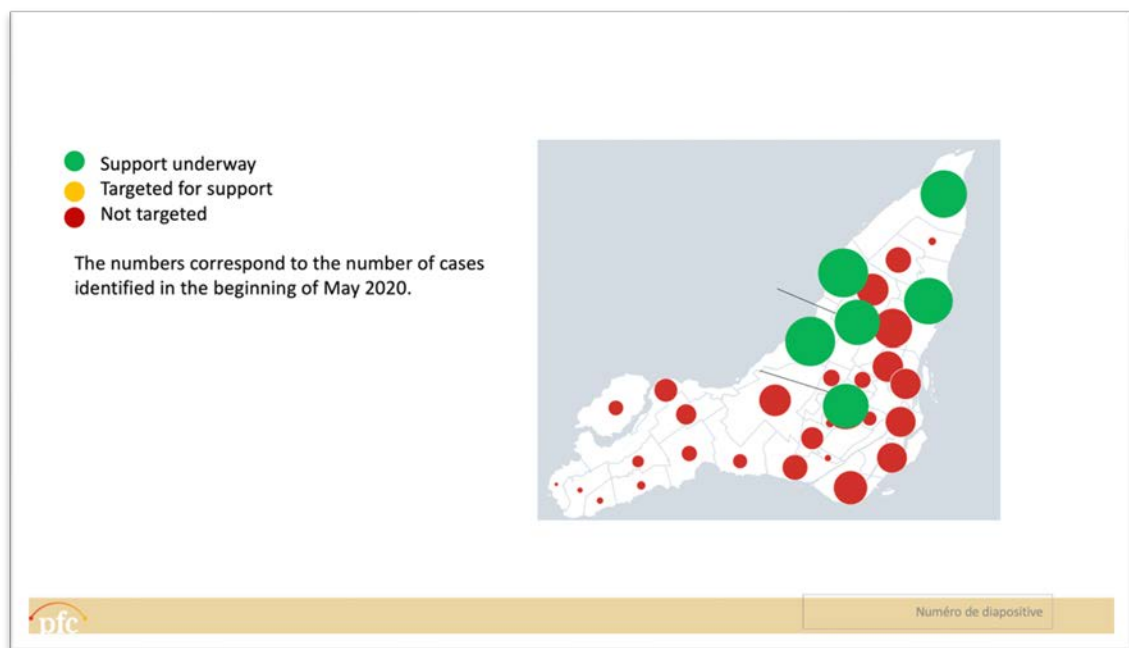 Support underway
Targeted for support
Not targeted
The numbers correspond to the number of cases
identified in the beginning of May 2020.
pfc
Numéro de diapositive